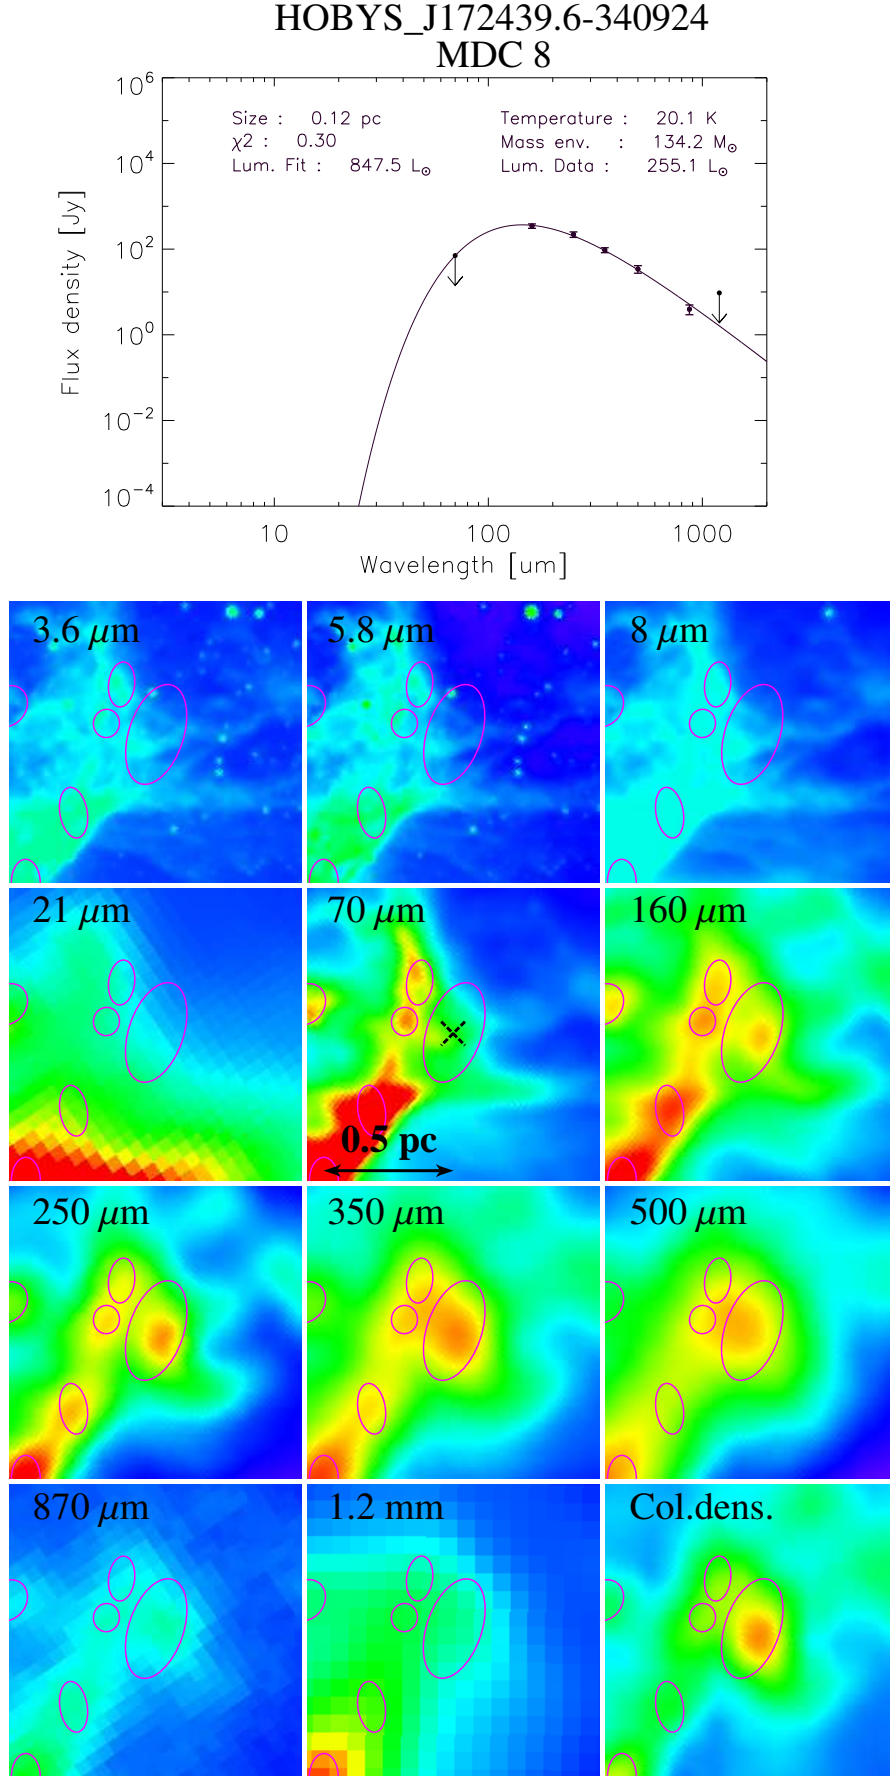 HOBYS_J172439.6-340924
MDC 8
Size : 0.12 pc
χ2 : 0.30
Lum. Fit : 847.5 L⊙
Temperature : 20.1 K
Mass env. : 134.2 M⊙
Lum. Data : 255.1 L⊙
Flux density [Jy]
10^6
10^4
10^2
10^0
10^-2
10^-4
10 100 1000
Wavelength [um]
3.6 μm 5.8 μm 8 μm
21 μm 70 μm 160 μm
0.5 pc
250 μm 350 μm 500 μm
870 μm 1.2 mm Col.dens.